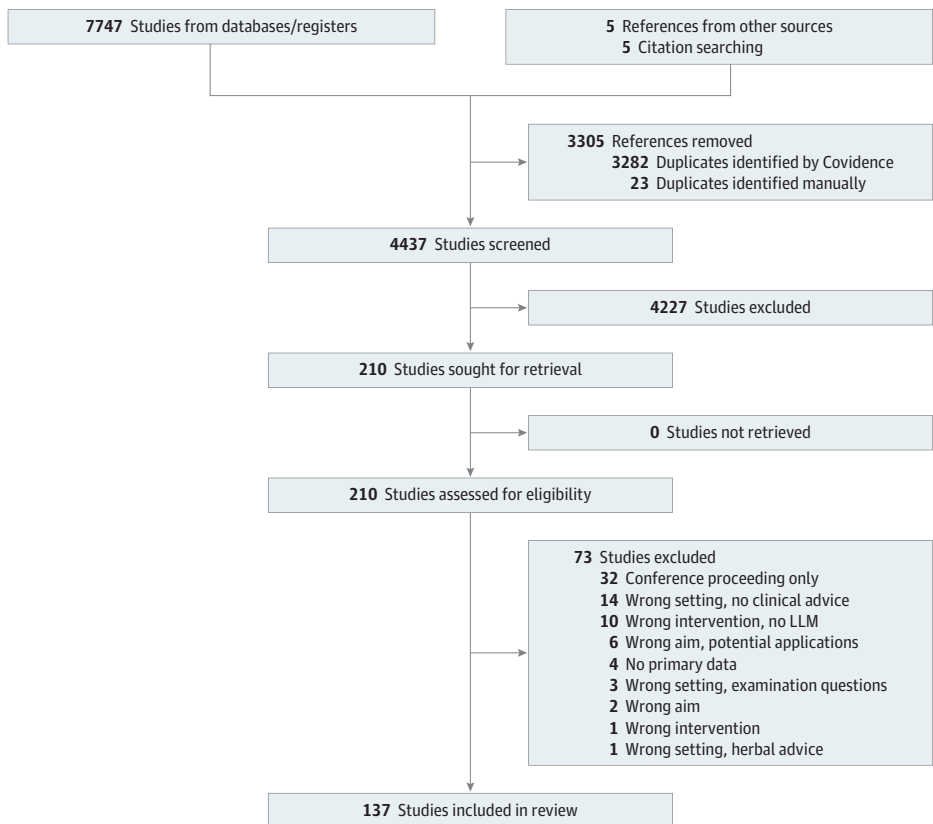 7747 Studies from databases/registers
5 References from other sources
5 Citation searching
3305 References removed
3282 Duplicates identified by Covidence
23 Duplicates identified manually
4437 Studies screened
4227 Studies excluded
210 Studies sought for retrieval
0 Studies not retrieved
210 Studies assessed for eligibility
73 Studies excluded
32 Conference proceeding only
14 Wrong setting, no clinical advice
10 Wrong intervention, no LLM
6 Wrong aim, potential applications
4 No primary data
3 Wrong setting, examination questions
2 Wrong aim
1 Wrong intervention
1 Wrong setting, herbal advice
137 Studies included in review